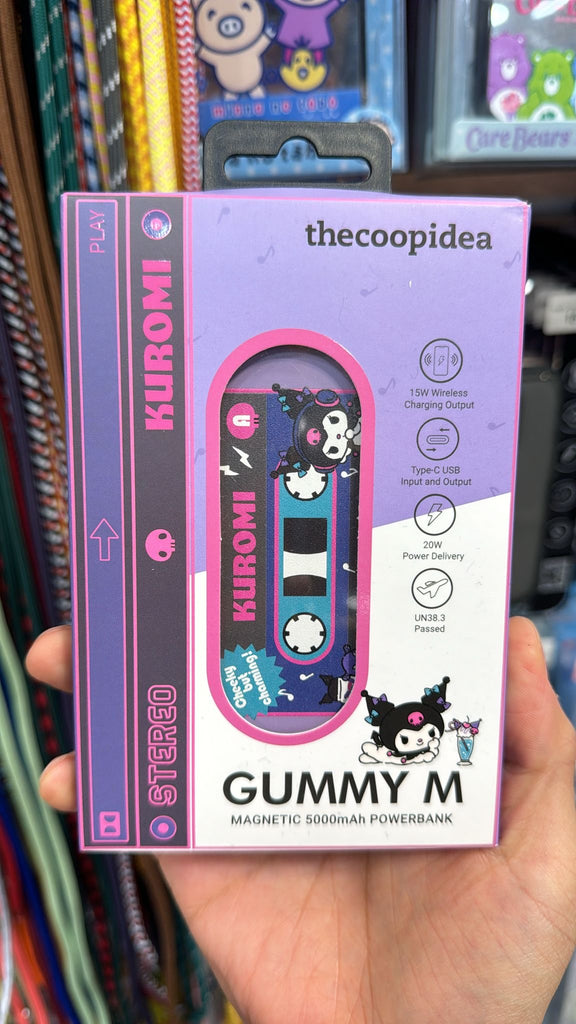 Care Bears
thecoopidea
PLAY
KUROMI
STEREO
15W Wireless
Charging Output
Type-C USB
Input and Output
20W
Power Delivery
UN38.3
Passed
A
KUROMI
Cheeky
but
charming!
GUMMY M
MAGNETIC 5000mAh POWERBANK